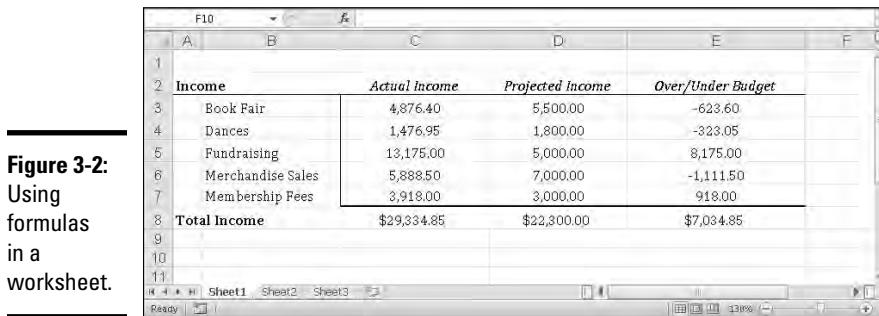 F10 fx
A B C D E F
1
2 Income Actual Income Projected Income Over/Under Budget
3 Book Fair 4,876.40 5,500.00 -623.60
4 Dances 1,476.95 1,800.00 -323.05
5 Fundraising 13,175.00 5,000.00 8,175.00
6 Merchandise Sales 5,888.50 7,000.00 -1,111.50
7 Membership Fees 3,918.00 3,000.00 918.00
8 Total Income $29,334.85 $22,300.00 $7,034.85
9
10
11
Sheet1 Sheet2 Sheet3
Ready 130%
Figure 3-2:
Using
formulas
in a
worksheet.